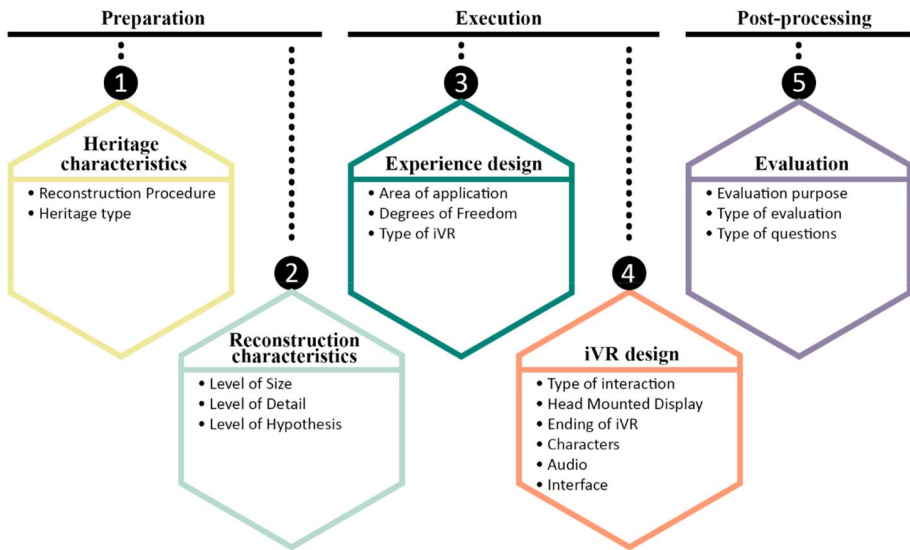 Preparation
Execution
Post-processing
1
Heritage
characteristics
• Reconstruction Procedure
• Heritage type
2
Reconstruction
characteristics
• Level of Size
• Level of Detail
• Level of Hypothesis
3
Experience design
• Area of application
• Degrees of Freedom
• Type of iVR
4
iVR design
• Type of interaction
• Head Mounted Display
• Ending of iVR
• Characters
• Audio
• Interface
5
Evaluation
• Evaluation purpose
• Type of evaluation
• Type of questions